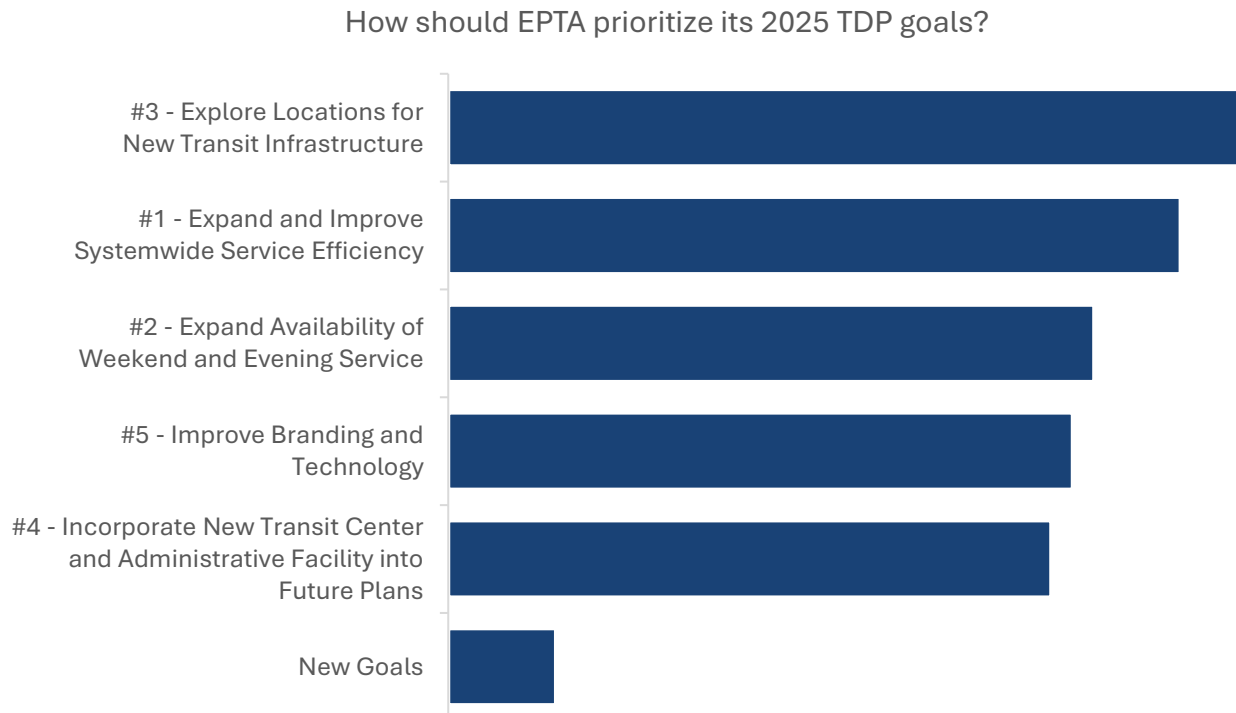 How should EPTA prioritize its 2025 TDP goals?
#3 - Explore Locations for
New Transit Infrastructure
#1 - Expand and Improve
Systemwide Service Efficiency
#2 - Expand Availability of
Weekend and Evening Service
#5 - Improve Branding and
Technology
#4 - Incorporate New Transit Center
and Administrative Facility into
Future Plans
New Goals